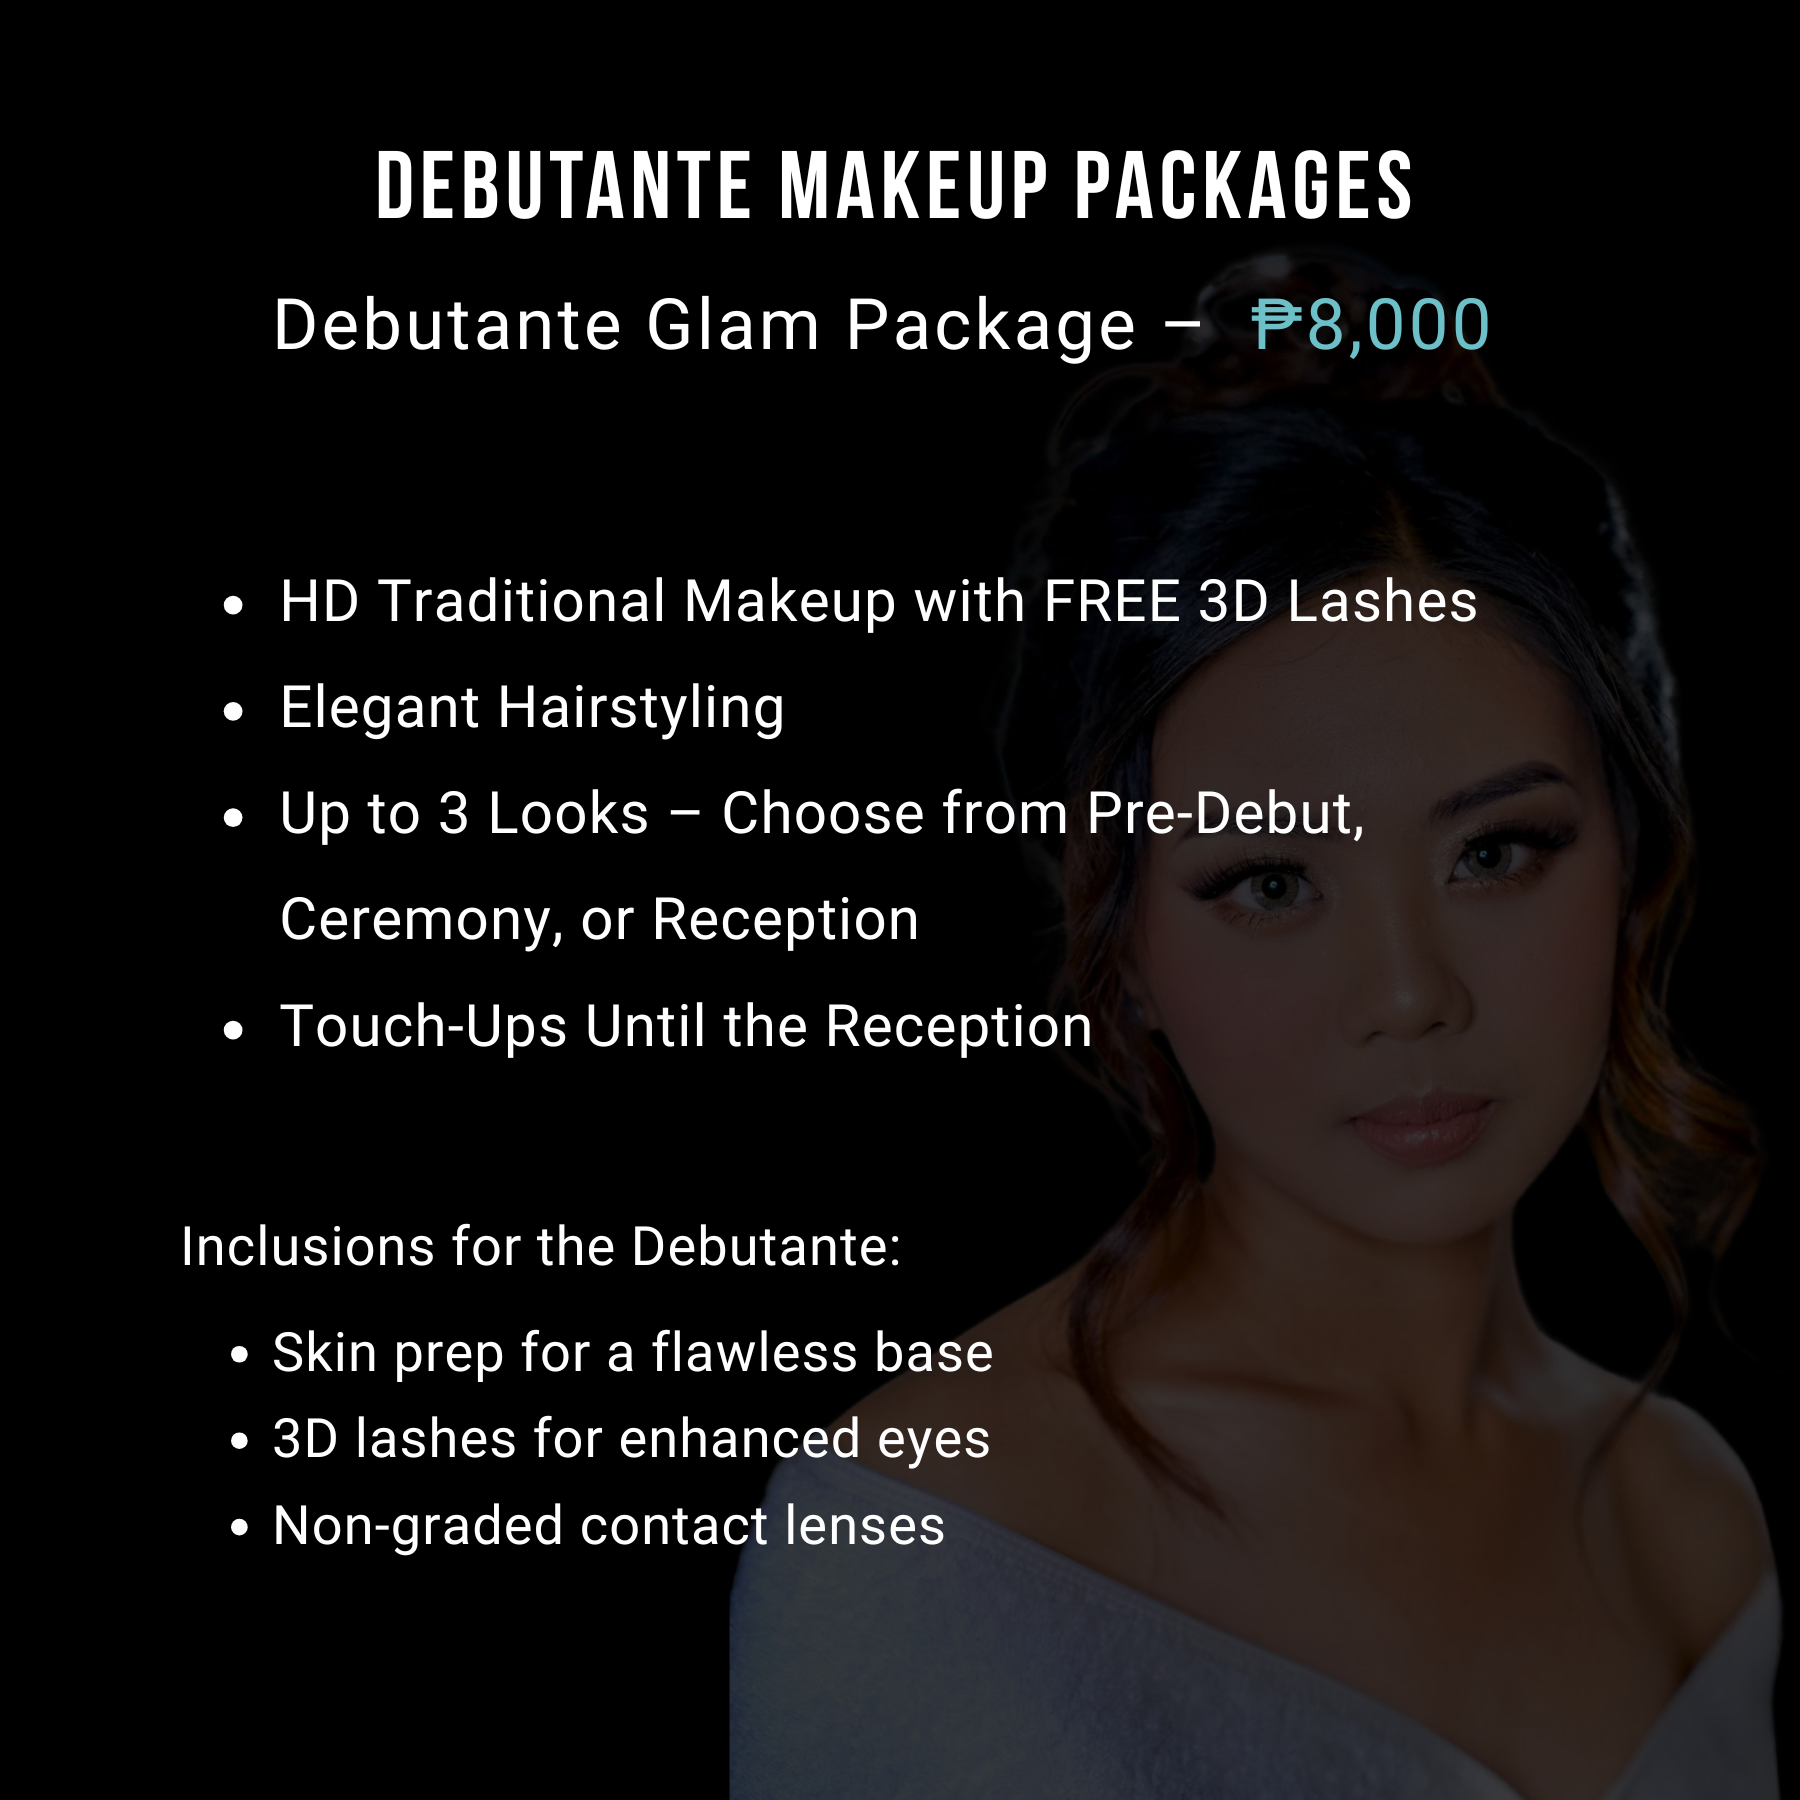 DEBUTANTE MAKEUP PACKAGES
Debutante Glam Package – ₱8,000
• HD Traditional Makeup with FREE 3D Lashes
• Elegant Hairstyling
• Up to 3 Looks – Choose from Pre-Debut,
Ceremony, or Reception
• Touch-Ups Until the Reception
Inclusions for the Debutante:
• Skin prep for a flawless base
• 3D lashes for enhanced eyes
• Non-graded contact lenses